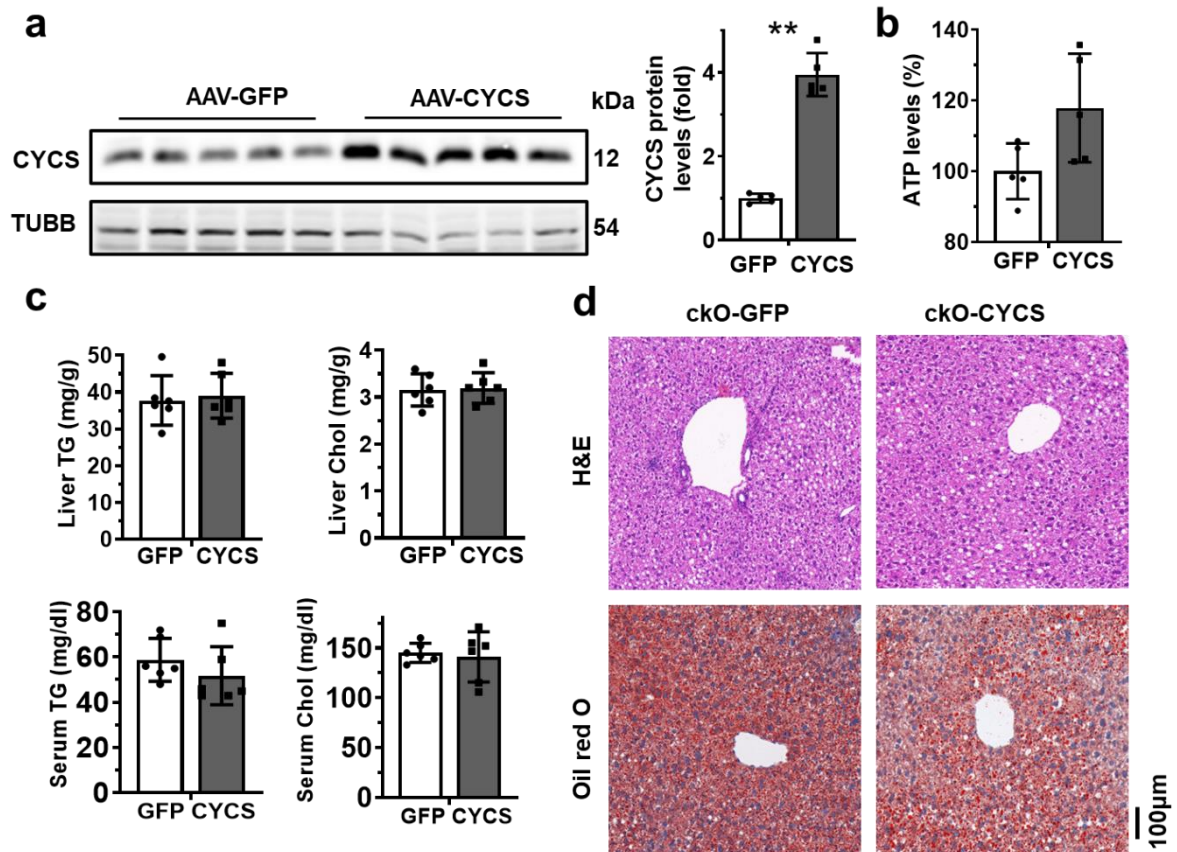 a
AAV-GFP
AAV-CYCS
kDa
CYCS
12
TUBB
54
CYCS protein
levels (fold)
**
4
2
0
GFP CYCS
b
ATP levels (%)
140
120
100
80
GFP CYCS
c
Liver TG (mg/g)
50
40
30
20
10
0
GFP CYCS
Liver Chol (mg/g)
4
3
2
1
0
GFP CYCS
Serum TG (mg/dl)
80
60
40
20
0
GFP CYCS
Serum Chol (mg/dl)
150
100
50
0
GFP CYCS
d
ckO-GFP
ckO-CYCS
H&E
Oil red O
100µm